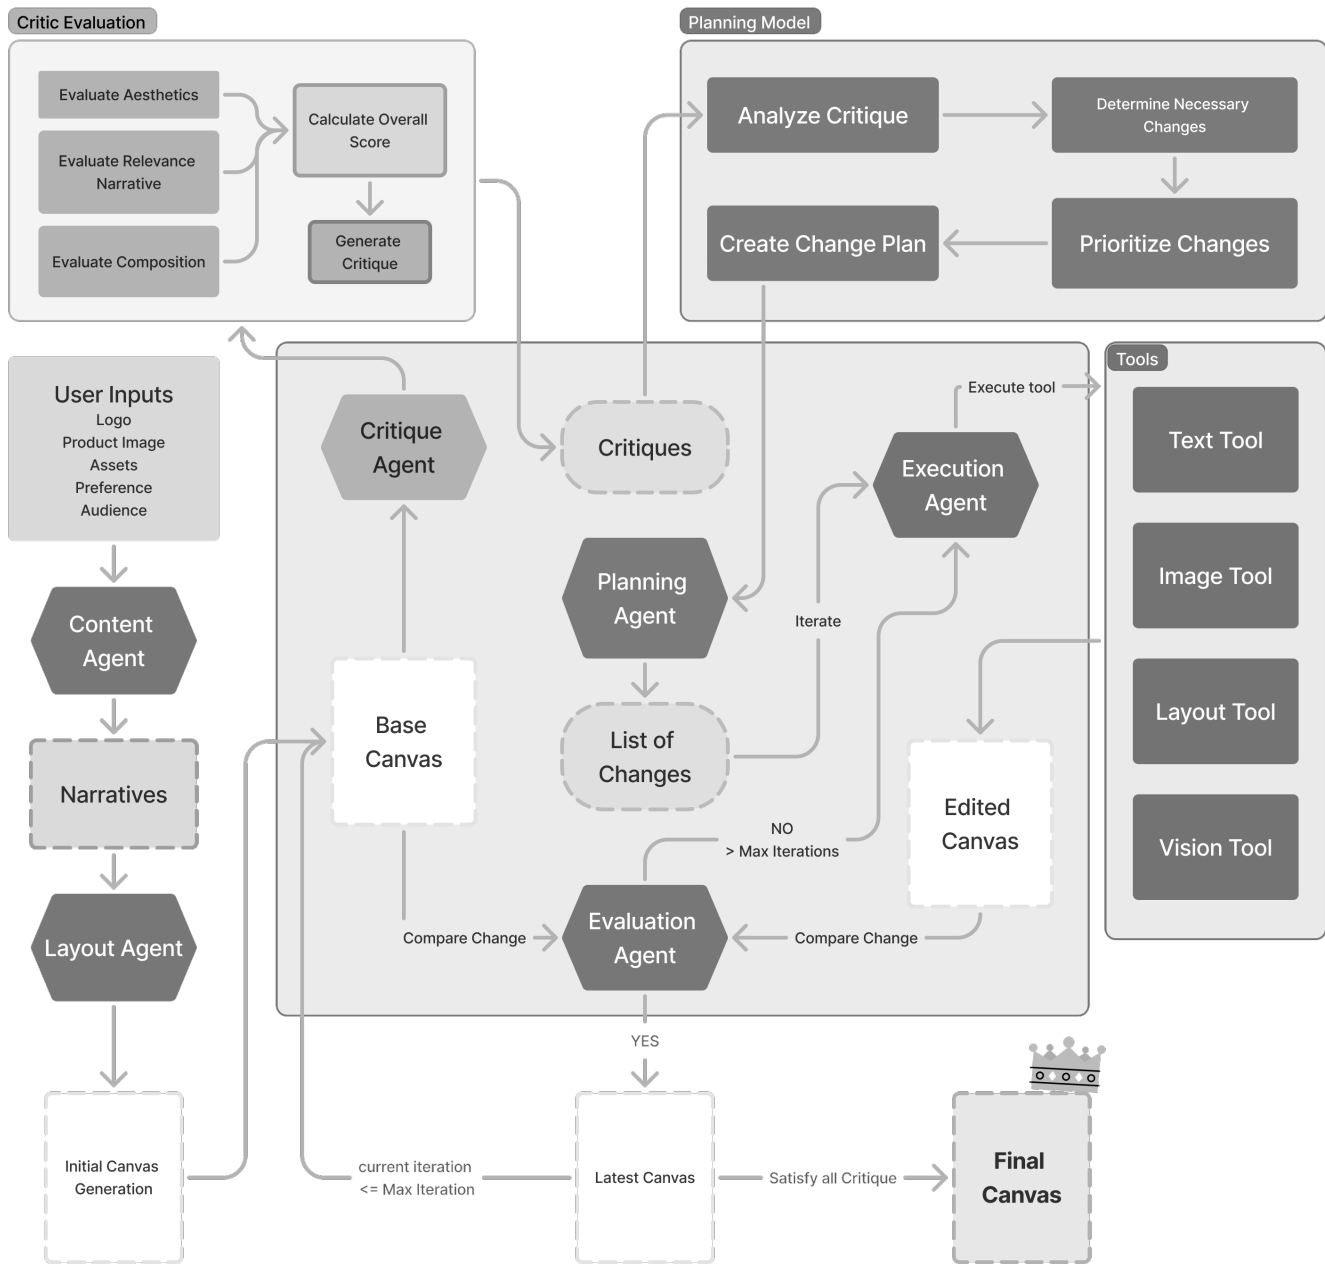 Critic Evaluation
Evaluate Aesthetics
Evaluate Relevance
Narrative
Evaluate Composition
Calculate Overall
Score
Generate
Critique
Planning Model
Analyze Critique
Determine Necessary
Changes
Create Change Plan
Prioritize Changes
User Inputs
Logo
Product Image
Assets
Preference
Audience
Content
Agent
Narratives
Layout Agent
Initial Canvas
Generation
Critique
Agent
Base
Canvas
Critiques
Planning
Agent
List of
Changes
Iterate
Execution
Agent
Execute tool
NO
> Max Iterations
Edited
Canvas
Compare Change
Evaluation
Agent
Compare Change
Tools
Text Tool
Image Tool
Layout Tool
Vision Tool
YES
current iteration
<= Max Iteration
Latest Canvas
Satisfy all Critique
Final
Canvas